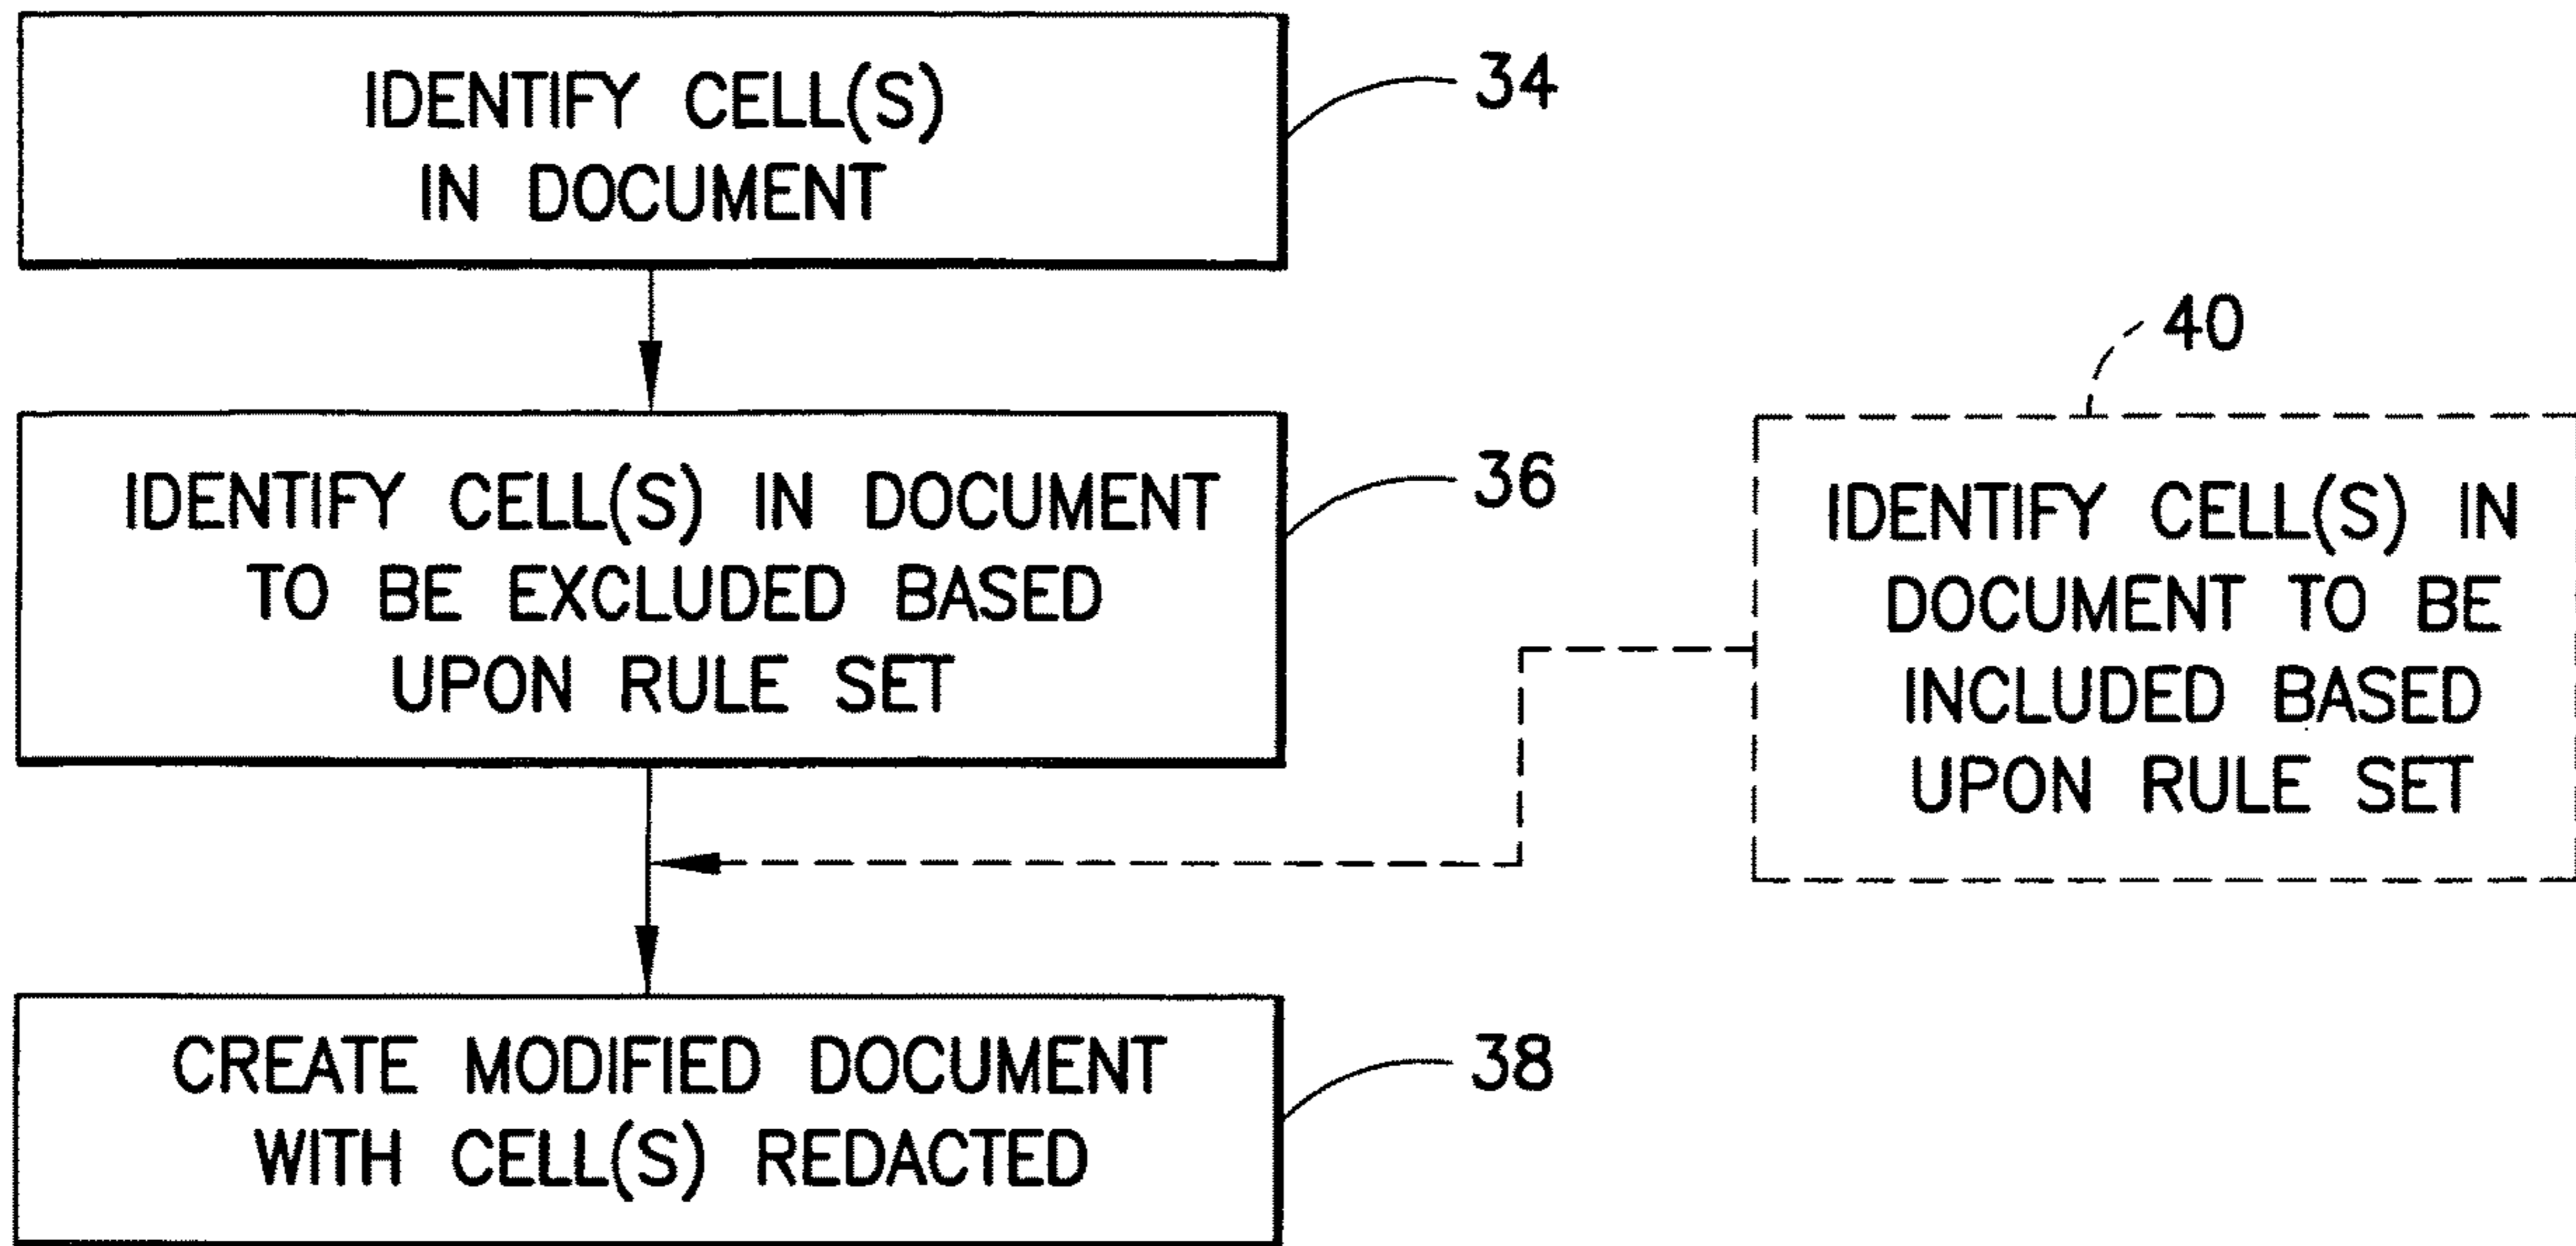 IDENTIFY CELL(S)
IN DOCUMENT
34
IDENTIFY CELL(S) IN DOCUMENT
TO BE EXCLUDED BASED
UPON RULE SET
36
40
IDENTIFY CELL(S) IN
DOCUMENT TO BE
INCLUDED BASED
UPON RULE SET
CREATE MODIFIED DOCUMENT
WITH CELL(S) REDACTED
38